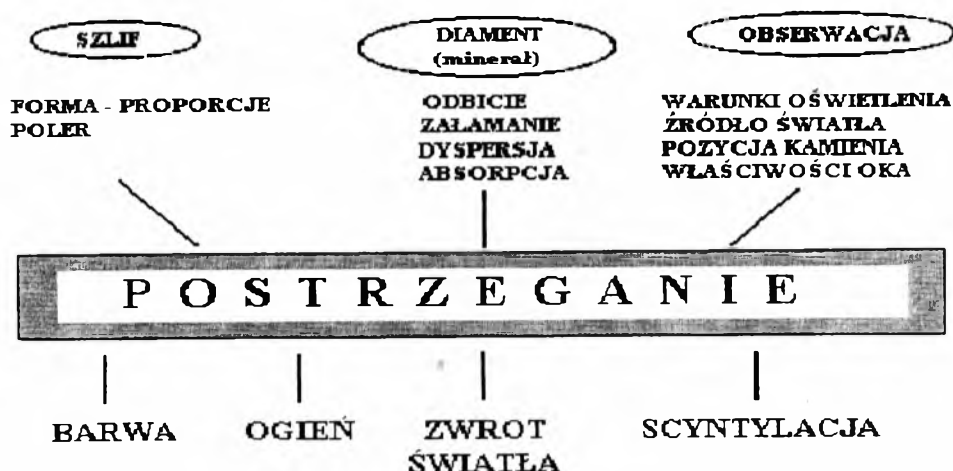 SZLIF
FORMA - PROPORCJE
POLER
DIAMENT
(minerał)
ODBICIE
ZAŁAMANIE
DYSPERSJA
ABSORPCJA
OBSERWACJA
WARUNKI OŚWIETLENIA
ŹRÓDŁO ŚWIATŁA
POZYCJA KAMIENIA
WŁAŚCIWOŚCI OKA
POSTRZEGANIE
BARWA
OGIEŃ
ZWROT
ŚWIATŁA
SCYNTYLACJA